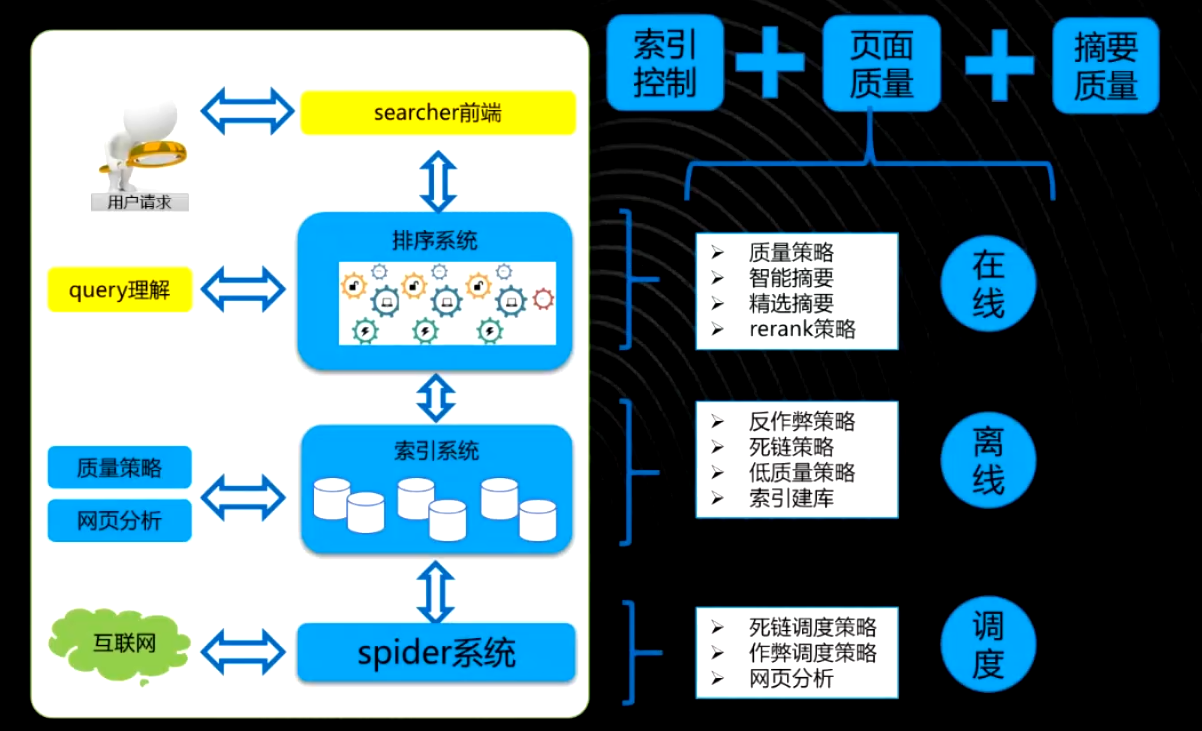 索引
控制
页面
质量
摘要
质量
searcher前端
用户请求
排序系统
query理解
质量策略
智能摘要
精选摘要
rerank策略
在
线
索引系统
质量策略
网页分析
反作弊策略
死链策略
低质量策略
索引建库
离
线
互联网
spider系统
死链调度策略
作弊调度策略
网页分析
调
度